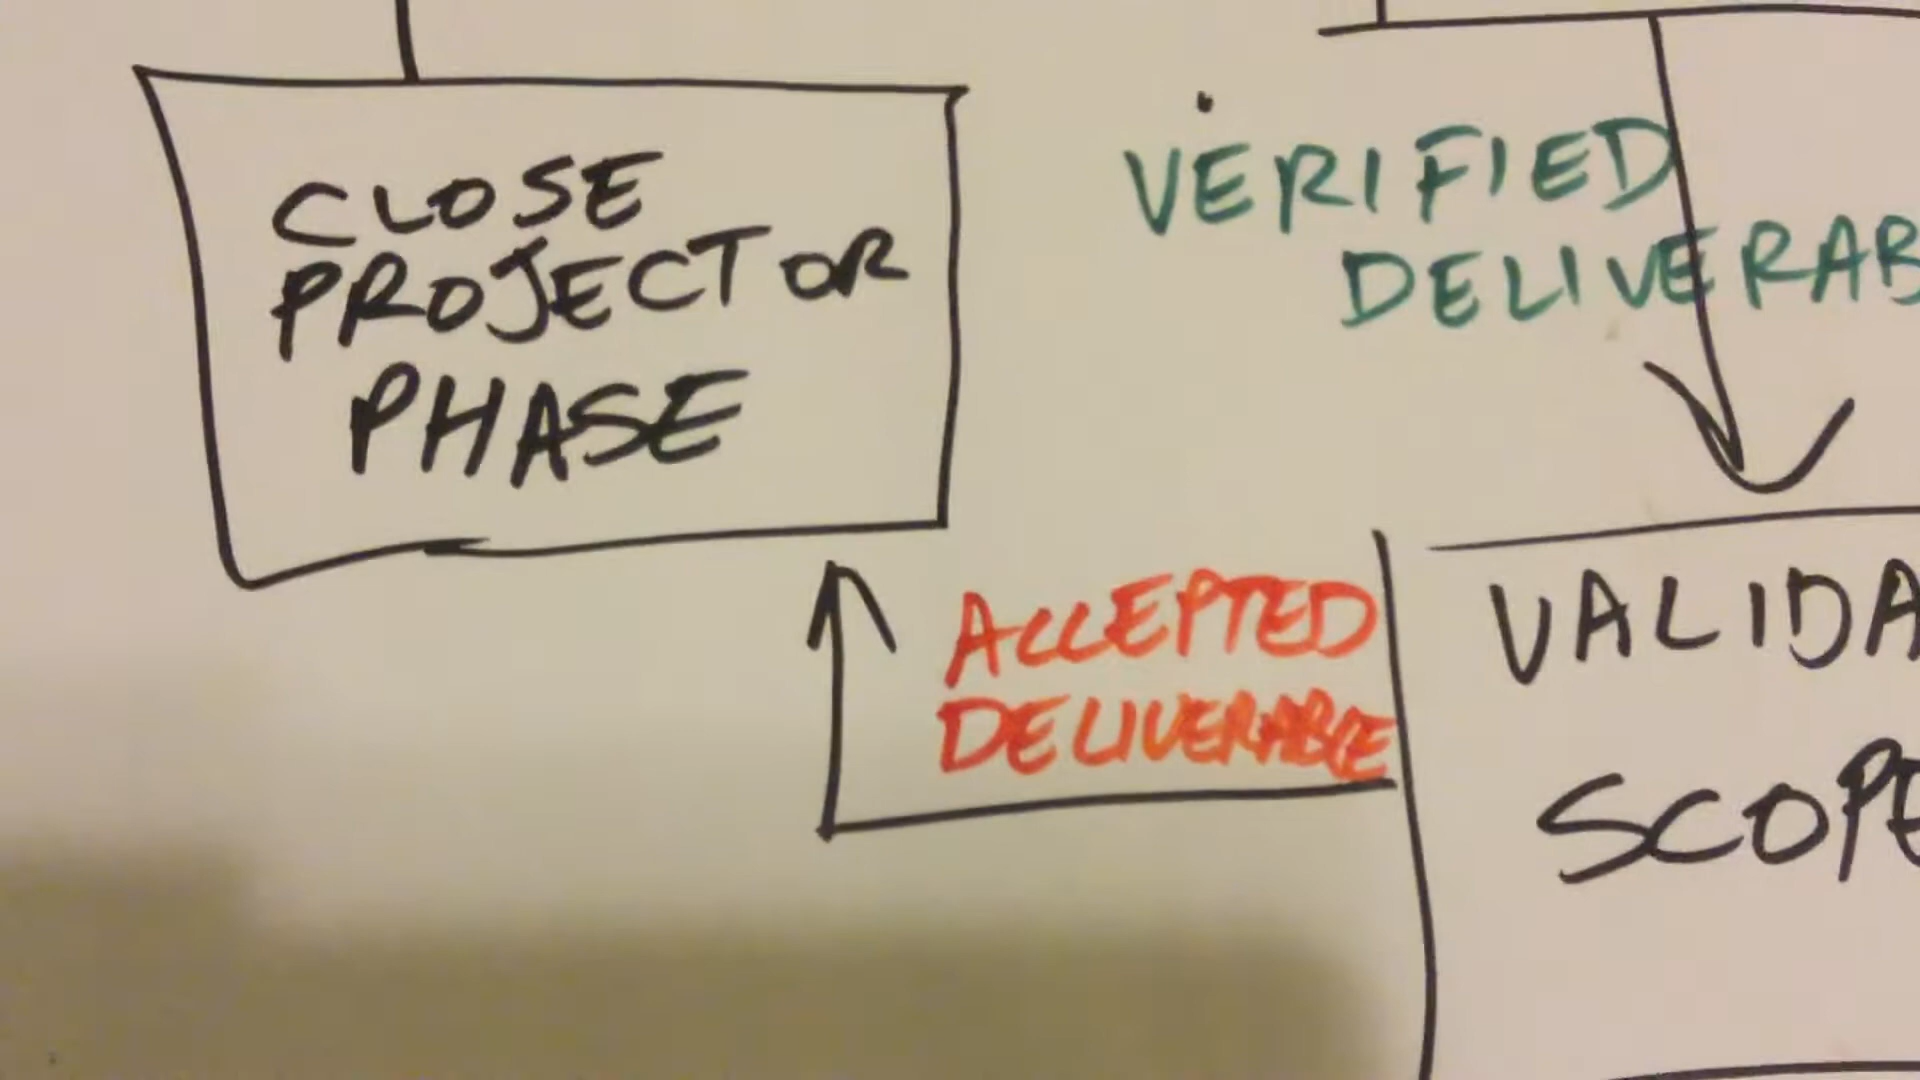 CLOSE
PROJECT OR
PHASE
VERIFIED
DELIVERAB
ACCEPTED
DELIVERABLE
VALIDA
SCOPE